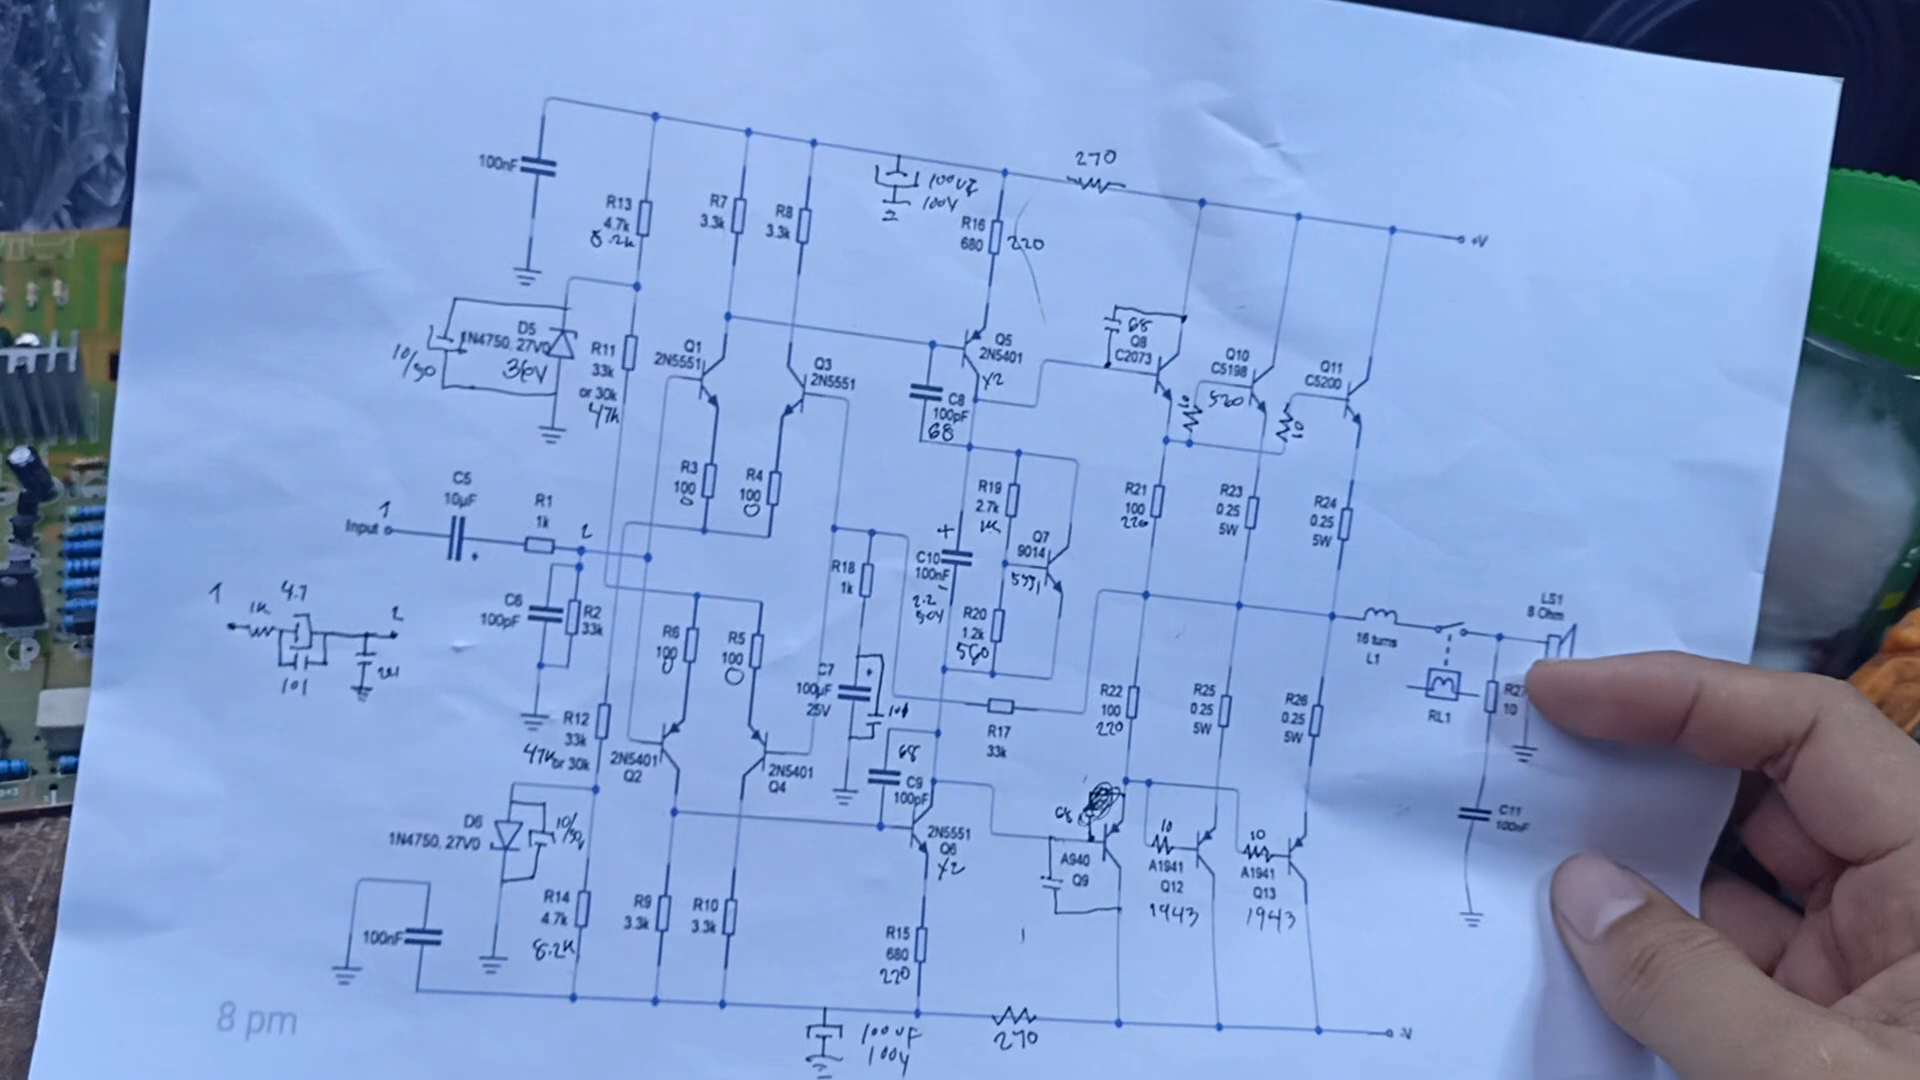 270
100nF
100V
R13
4.7k
8.2k
R7
3.3k
R8
3.3k
R16
680
220
+V
10/50
1N4750, 27V0
D5
36V
R11
33k
or 30k
47k
Q1
2N5551
Q3
2N5551
Q5
2N5401
x2
68
Q8
C2073
Q10
C5198
Q11
C5200
C8
100pF
68
R3
100
R4
100
R19
2.7k
1k
Q7
9014
R21
100
220
R23
0.25
5W
R24
0.25
5W
1
Input
C5
10µF
+
R1
1k
2
C6
100pF
R2
33k
R18
1k
+
C10
100nF
2.2
50V
R20
1.2k
560
1
1K
4.7
2
101
R6
100
R5
100
C7
100µF
25V
+
R17
33k
R22
100
220
R25
0.25
5W
R26
0.25
5W
16 turns
L1
RL1
LS1
8 Ohm
10
C11
100nF
R12
33k
or 30k
47K
2N5401
Q2
2N5401
Q4
68
C9
100pF
2N5551
Q6
x2
A940
Q9
10
A1941
Q12
1943
10
A1941
Q13
1943
D6
1N4750, 27V0
10/50
R14
4.7k
8.2K
R9
3.3k
R10
3.3k
R15
680
220
100nF
100uF
100V
270
-V
8 pm